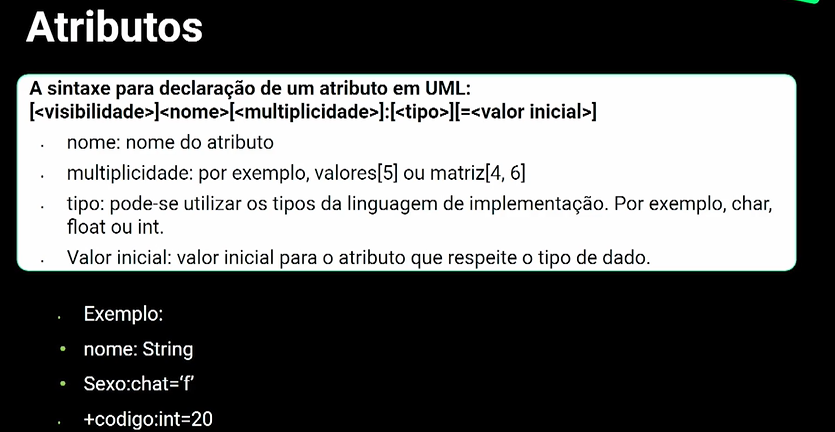 Atributos
A sintaxe para declaração de um atributo em UML:
[<visibilidade>]<nome>[<multiplicidade>]:[<tipo>][=<valor inicial>]
· nome: nome do atributo
· multiplicidade: por exemplo, valores[5] ou matriz[4, 6]
· tipo: pode-se utilizar os tipos da linguagem de implementação. Por exemplo, char,
float ou int.
· Valor inicial: valor inicial para o atributo que respeite o tipo de dado.
· Exemplo:
• nome: String
• Sexo:chat=‘f’
· +codigo:int=20